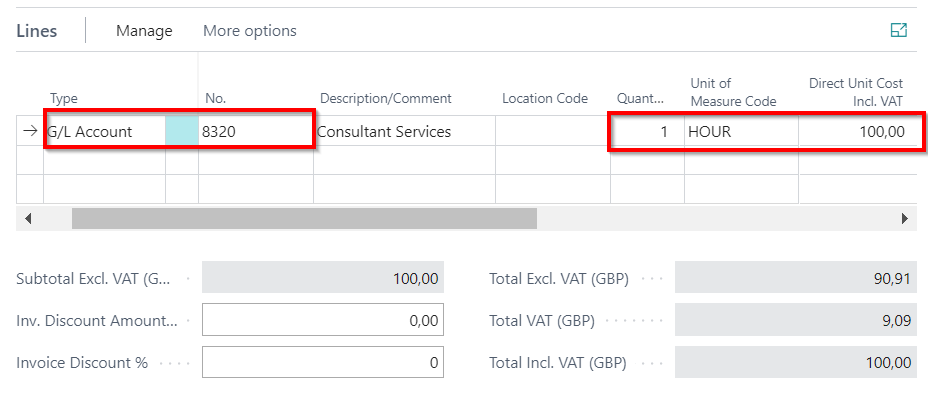 Lines Manage More options
Type No. Description/Comment Location Code Quant... Unit of Measure Code Direct Unit Cost Incl. VAT
G/L Account 8320 Consultant Services 1 HOUR 100,00
Subtotal Excl. VAT (G... 100,00 Total Excl. VAT (GBP) 90,91
Inv. Discount Amount... 0,00 Total VAT (GBP) 9,09
Invoice Discount % 0 Total Incl. VAT (GBP) 100,00